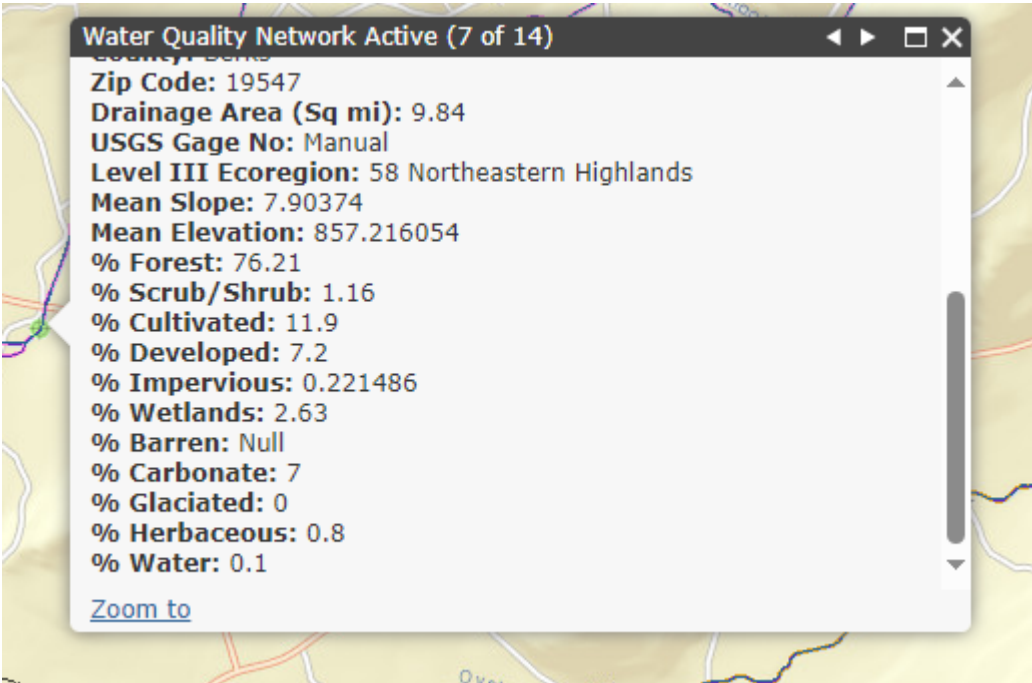 Water Quality Network Active (7 of 14)
County: Berks
Zip Code: 19547
Drainage Area (Sq mi): 9.84
USGS Gage No: Manual
Level III Ecoregion: 58 Northeastern Highlands
Mean Slope: 7.90374
Mean Elevation: 857.216054
% Forest: 76.21
% Scrub/Shrub: 1.16
% Cultivated: 11.9
% Developed: 7.2
% Impervious: 0.221486
% Wetlands: 2.63
% Barren: Null
% Carbonate: 7
% Glaciated: 0
% Herbaceous: 0.8
% Water: 0.1
Zoom to